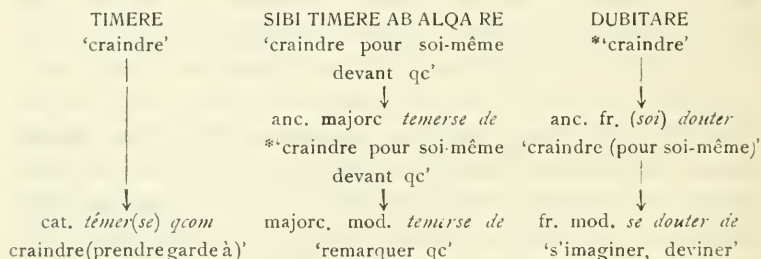 TIMERE SIBI TIMERE AB ALQA RE DUBITARE
'craindre' 'craindre pour soi-même *'craindre'
devant qc'
anc. majorc temerse de anc. fr. (soi) douter
*'craindre pour soi-même 'craindre (pour soi-même)'
devant qc'
cat. témer(se) qcom majorc. mod. temerse de fr. mod. se douter de
craindre (prendre garde à)' 'remarquer qc' 's'imaginer, deviner'